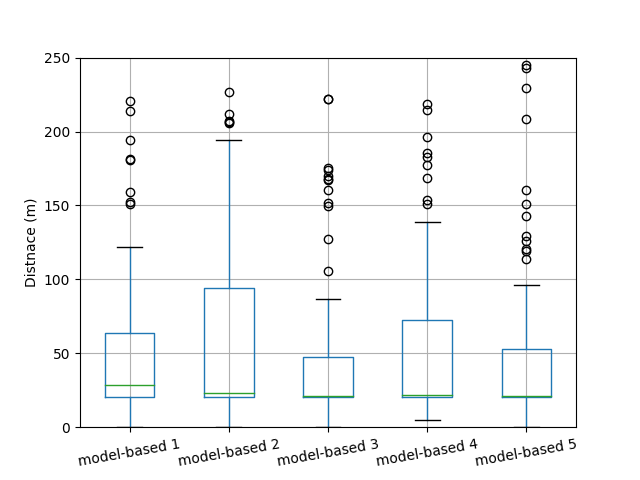 250
200
150
100
50
0
Distnace (m)
model-based 1
model-based 2
model-based 3
model-based 4
model-based 5